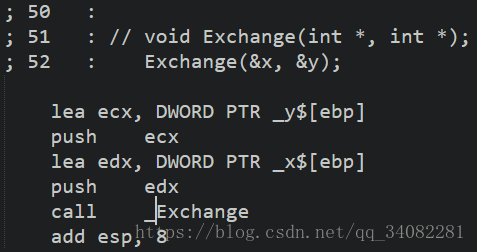 ; 50   :
; 51   : // void Exchange(int *, int *);
; 52   :    Exchange(&x, &y);
lea ecx, DWORD PTR _y$[ebp]
push    ecx
lea edx, DWORD PTR _x$[ebp]
push    edx
call    _Exchange
add esp, 8
https://blog.csdn.net/qq_34082281